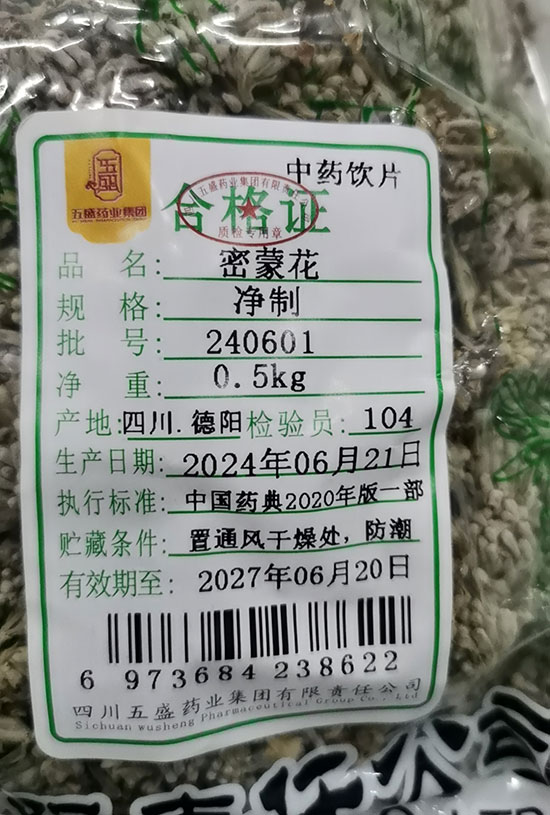 五盛
五盛药业集团
中药饮片
合格证
五盛药业集团有限
质检专用章
品 名: 密蒙花
规 格: 净制
批 号: 240601
净 重: 0.5kg
产地: 四川.德阳 检验员: 104
生产日期: 2024年06月21日
执行标准: 中国药典2020年版一部
贮藏条件: 置通风干燥处，防潮
有效期至: 2027年06月20日
6 973684 238622
四川五盛药业集团有限责任公司
Sichuan wusheng Pharmaceutical Group Co., Ltd